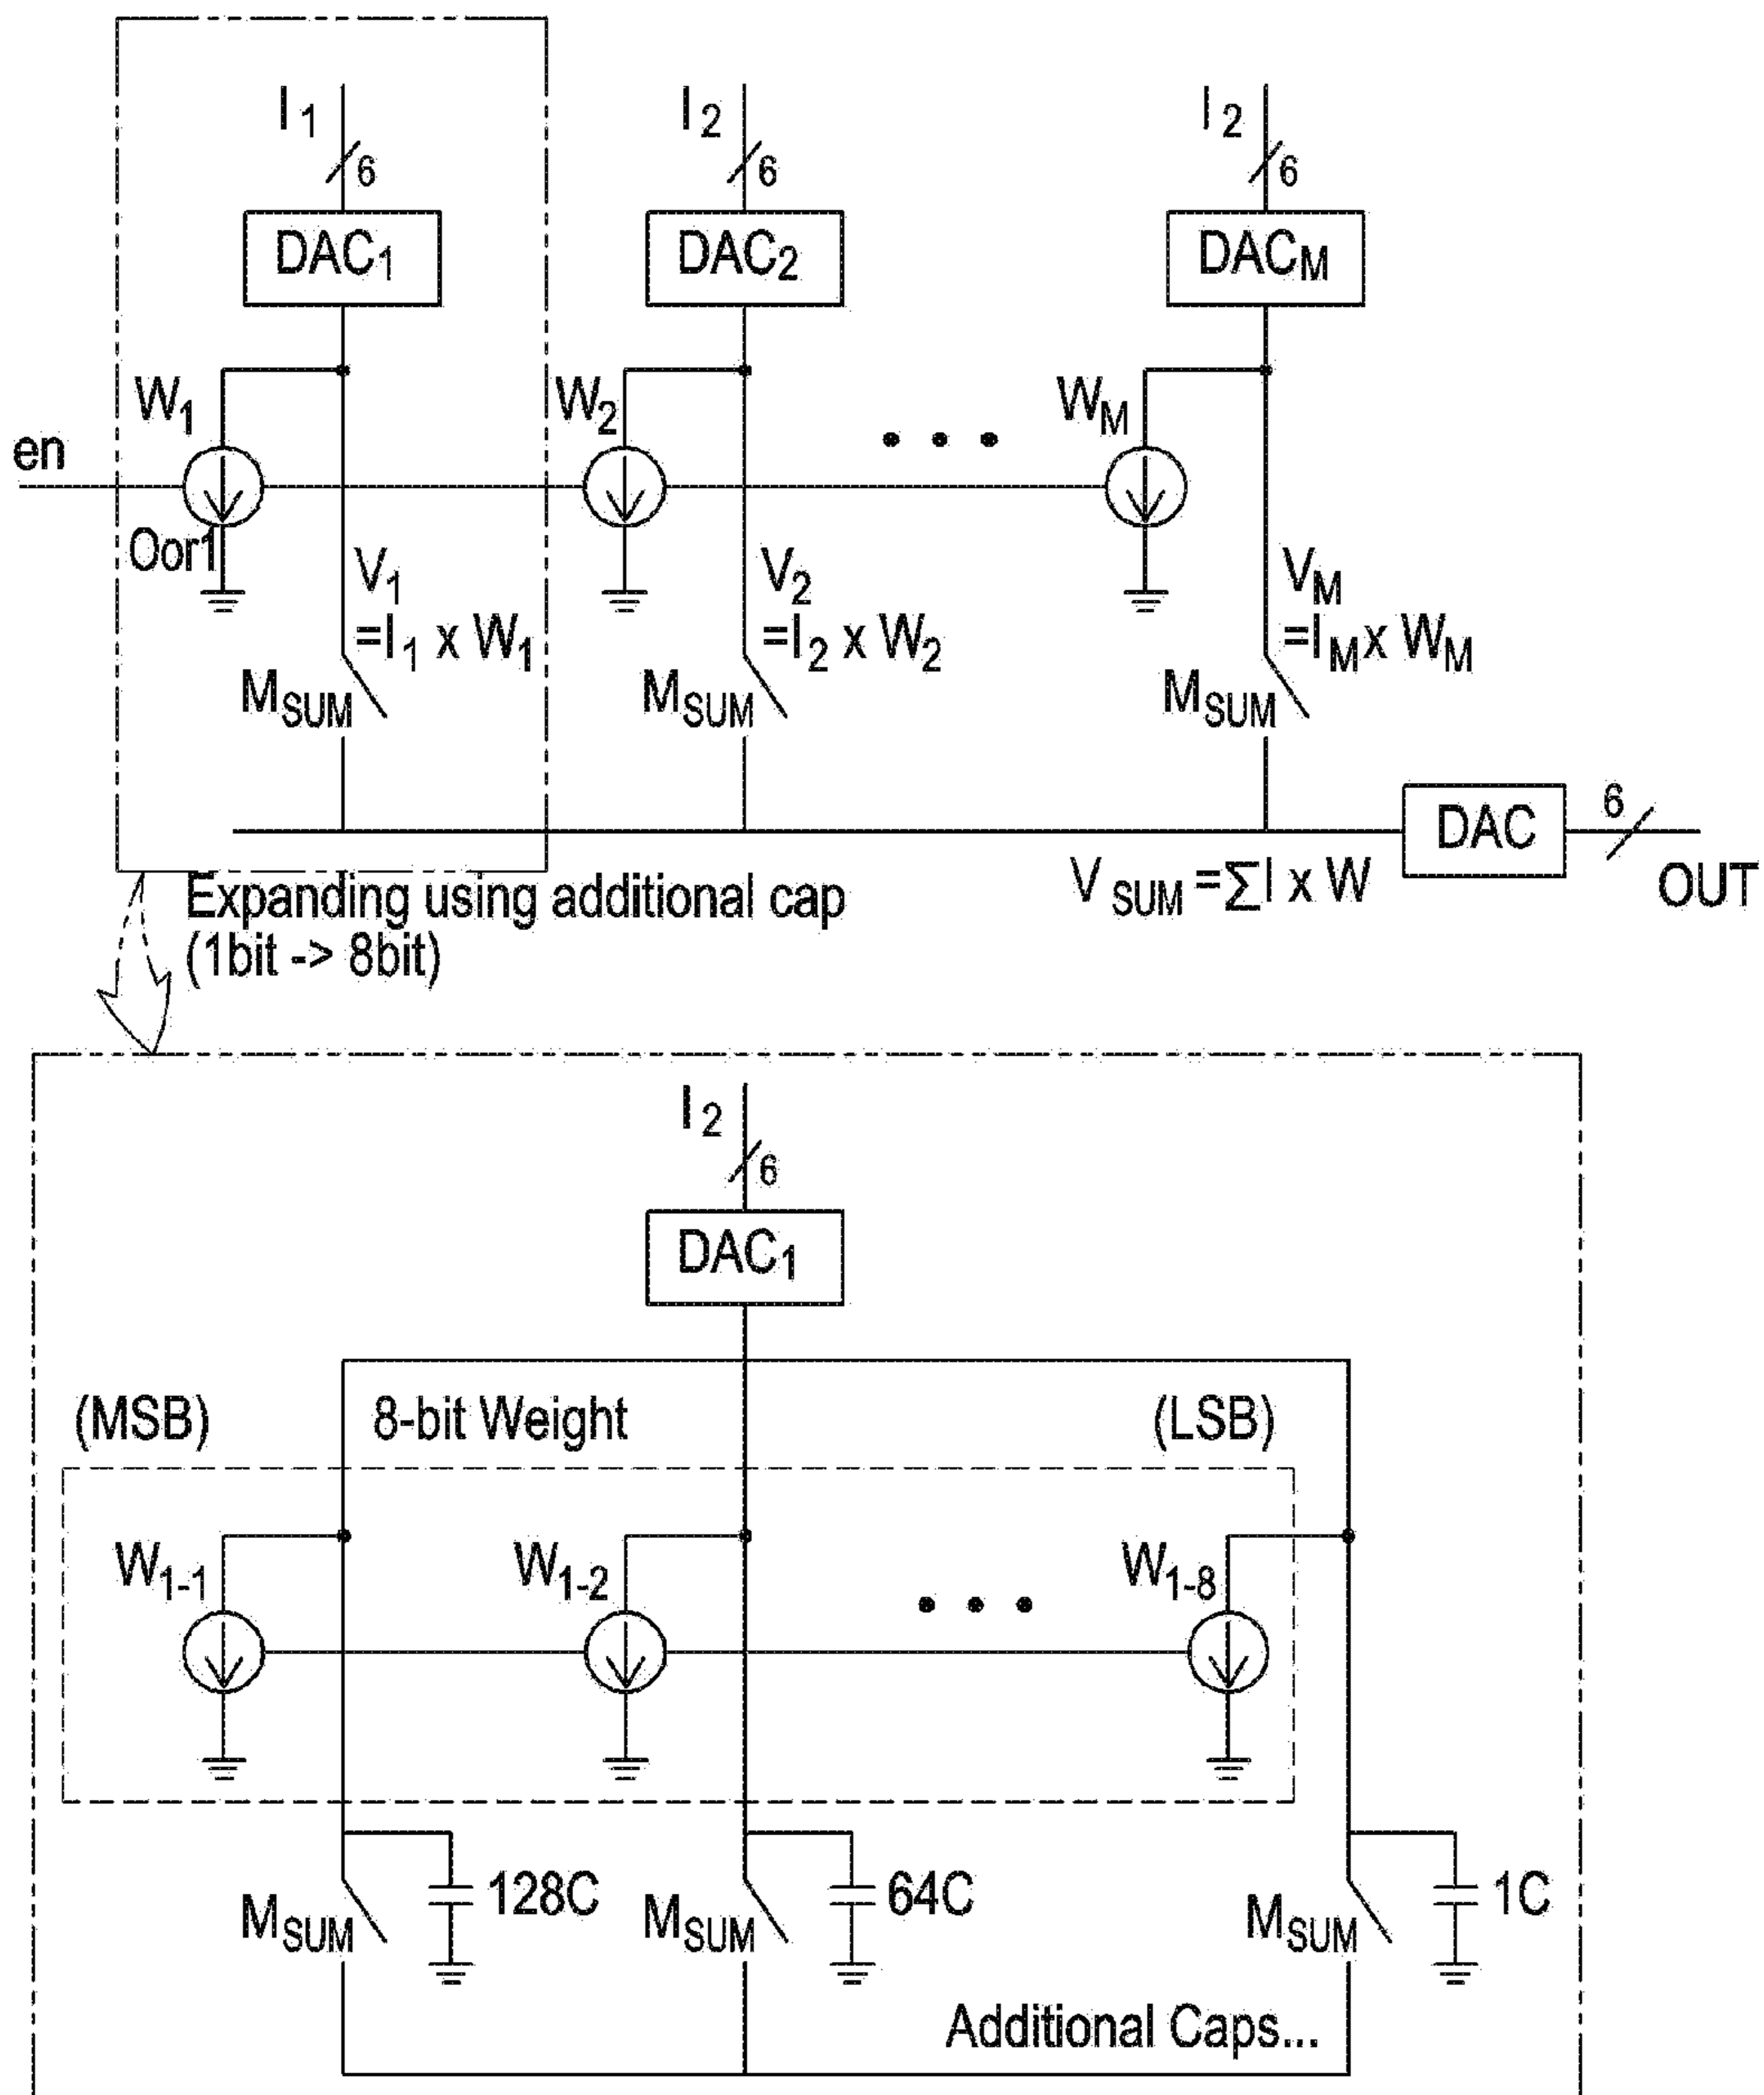 I1 I2 I2
6 6 6
DAC1 DAC2 DACM
W1 W2 WM
en
0or1
V1 V2 VM
=I1 x W1 =I2 x W2 =IM x WM
MSUM MSUM MSUM
DAC 6
VSUM =∑I x W OUT
Expanding using additional cap
(1bit -> 8bit)
I2
6
DAC1
(MSB) 8-bit Weight (LSB)
W1-1 W1-2 W1-8
128C 64C 1C
MSUM MSUM MSUM
Additional Caps...